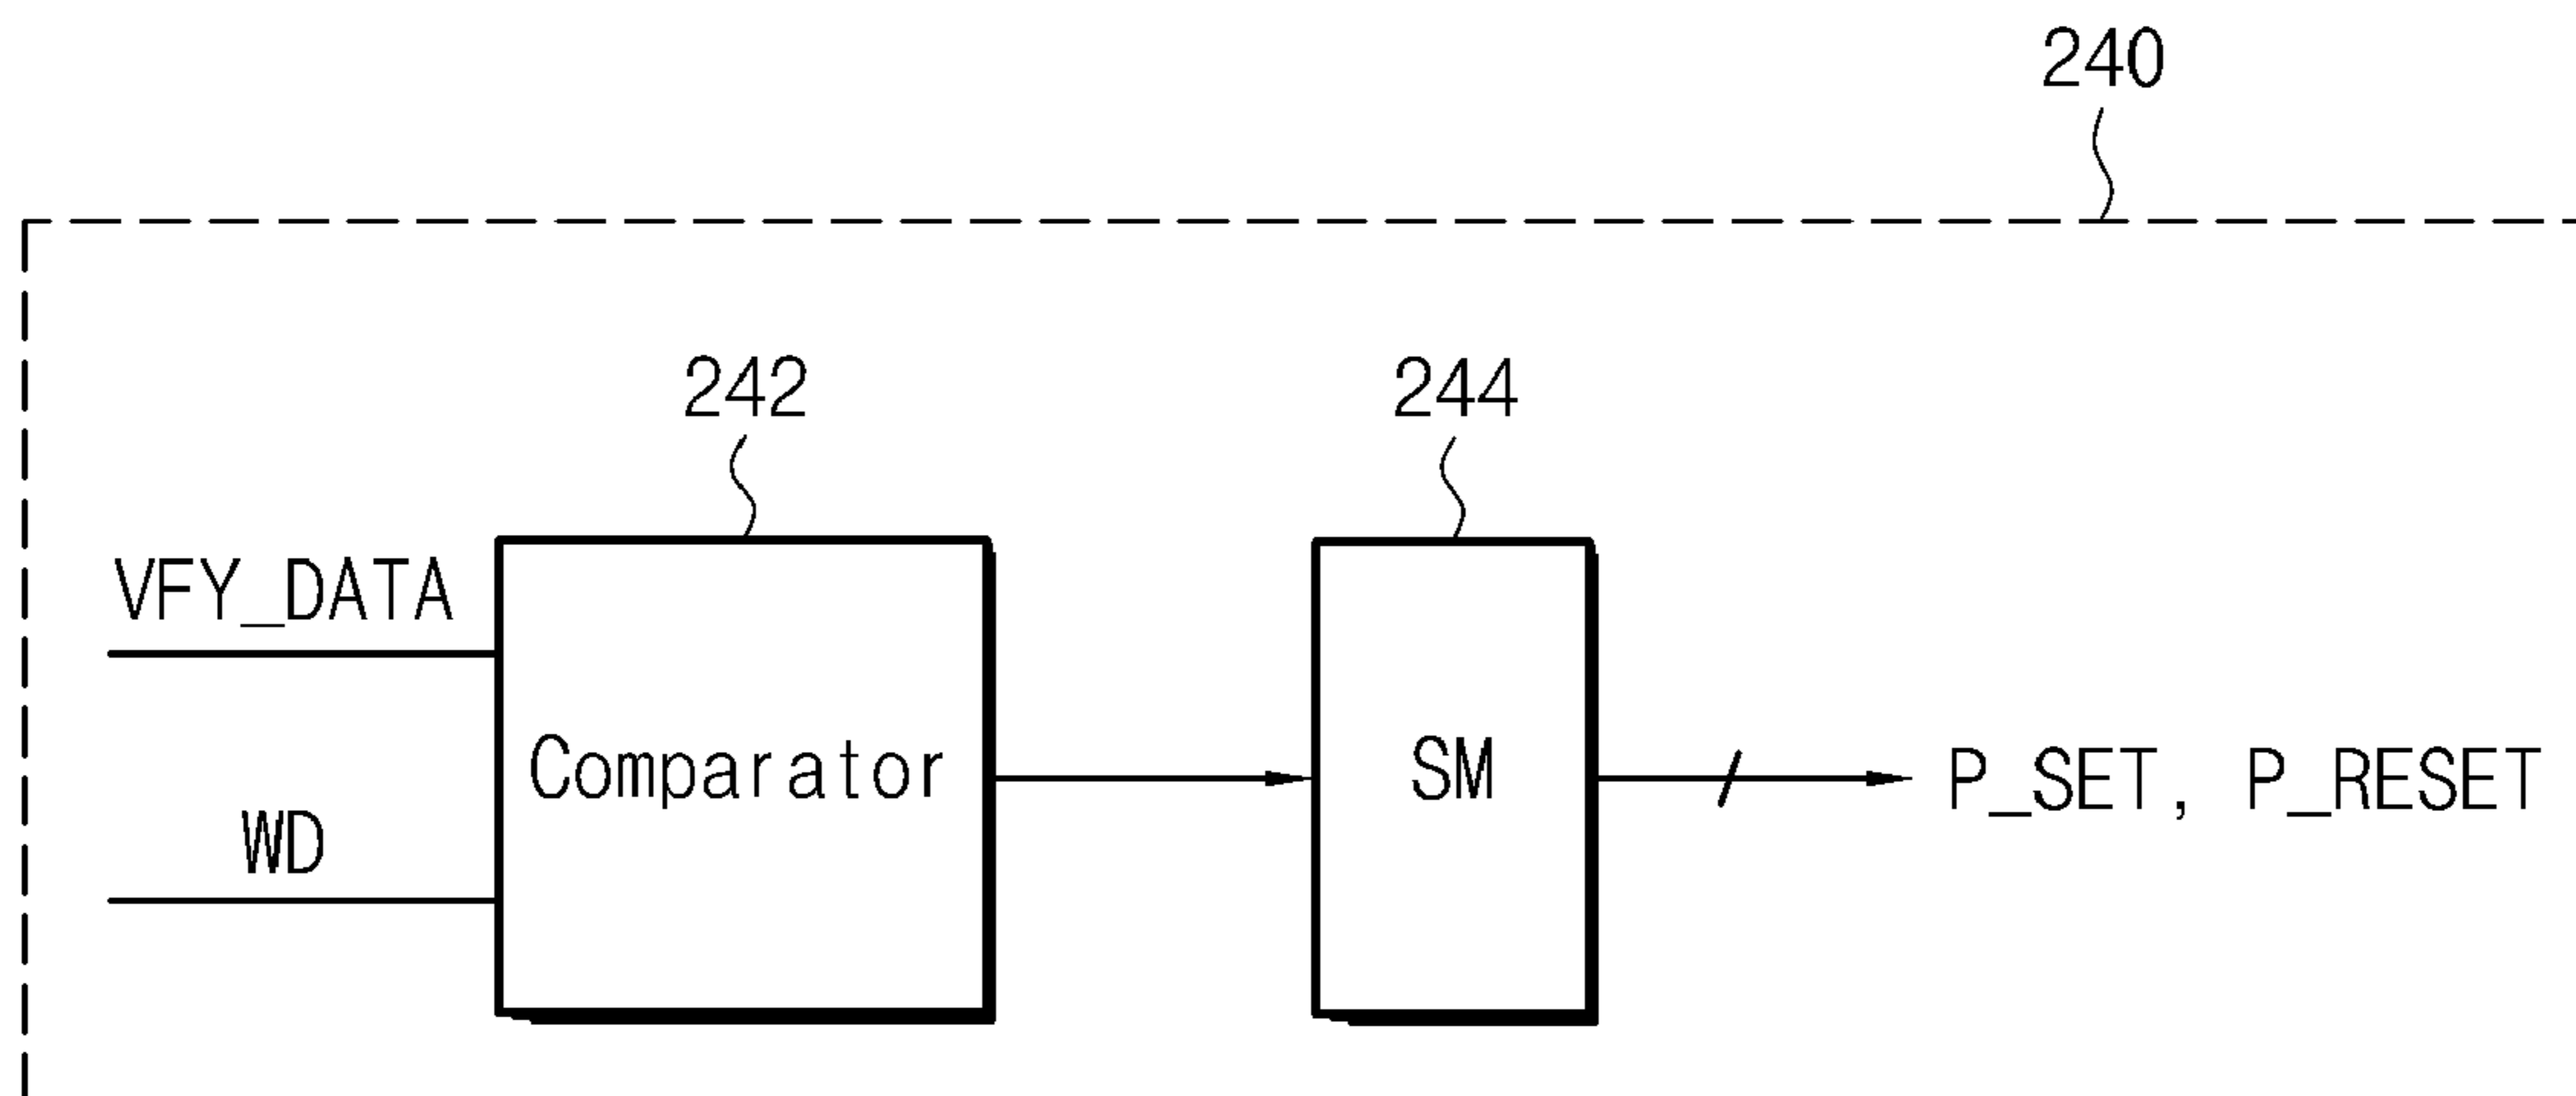 240
242
244
VFY_DATA
WD
Comparator
SM
P_SET, P_RESET